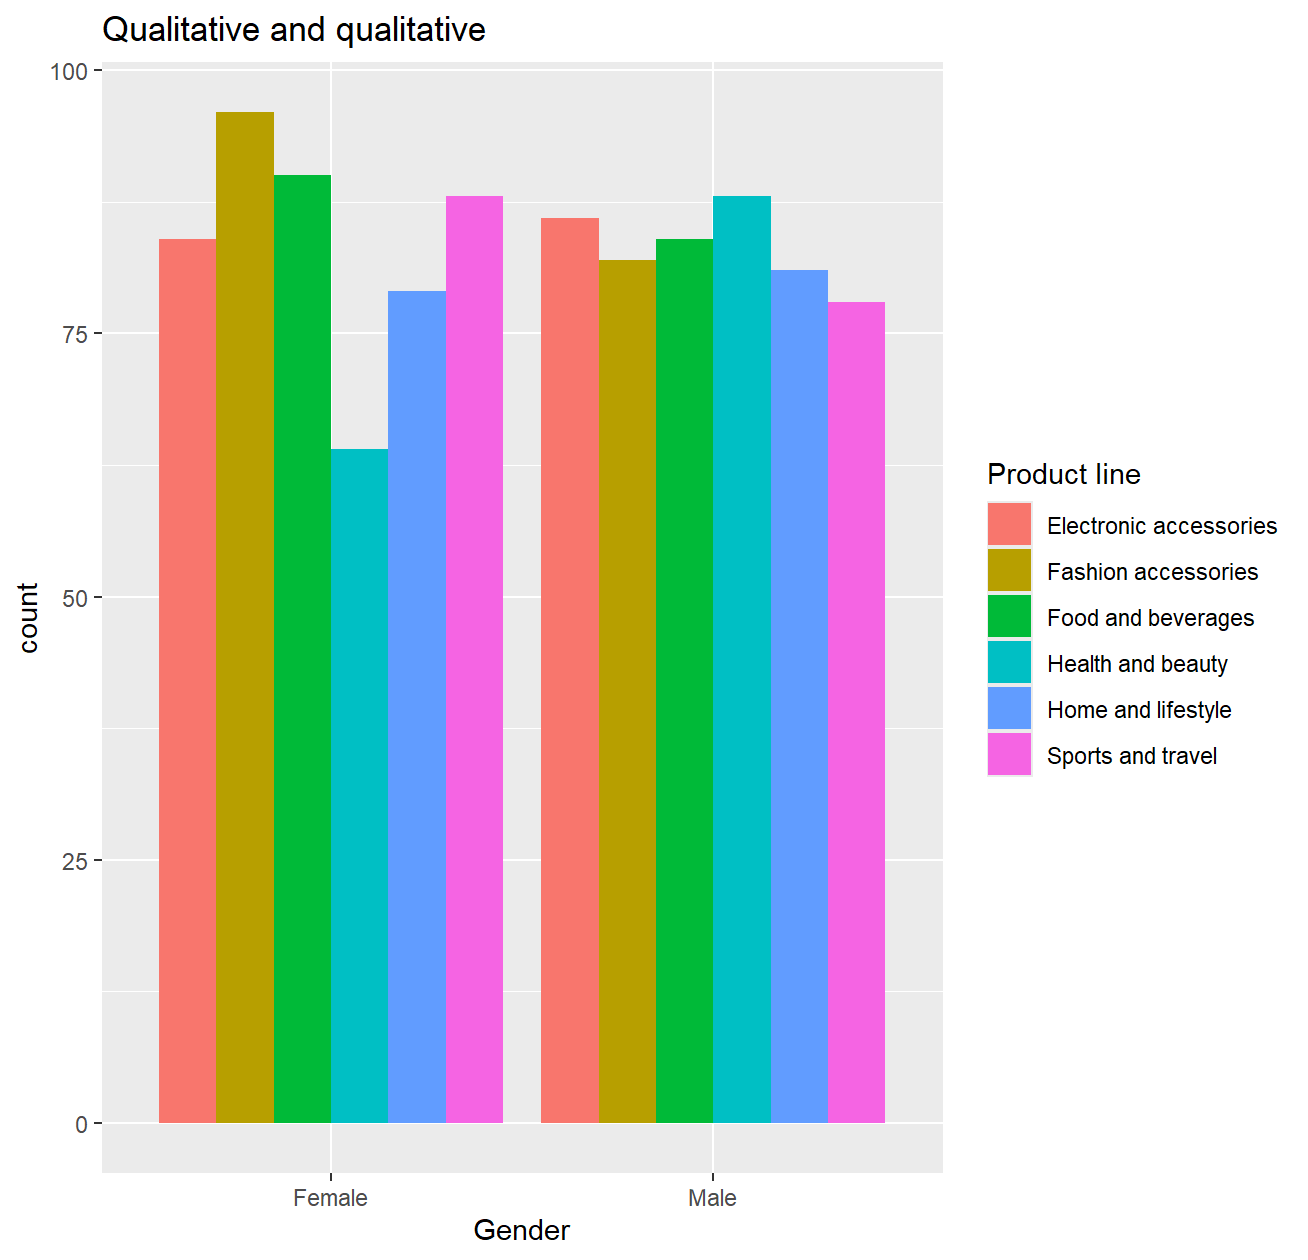 Qualitative and qualitative
100
75
50
25
0
count
Female
Male
Gender
Product line
Electronic accessories
Fashion accessories
Food and beverages
Health and beauty
Home and lifestyle
Sports and travel